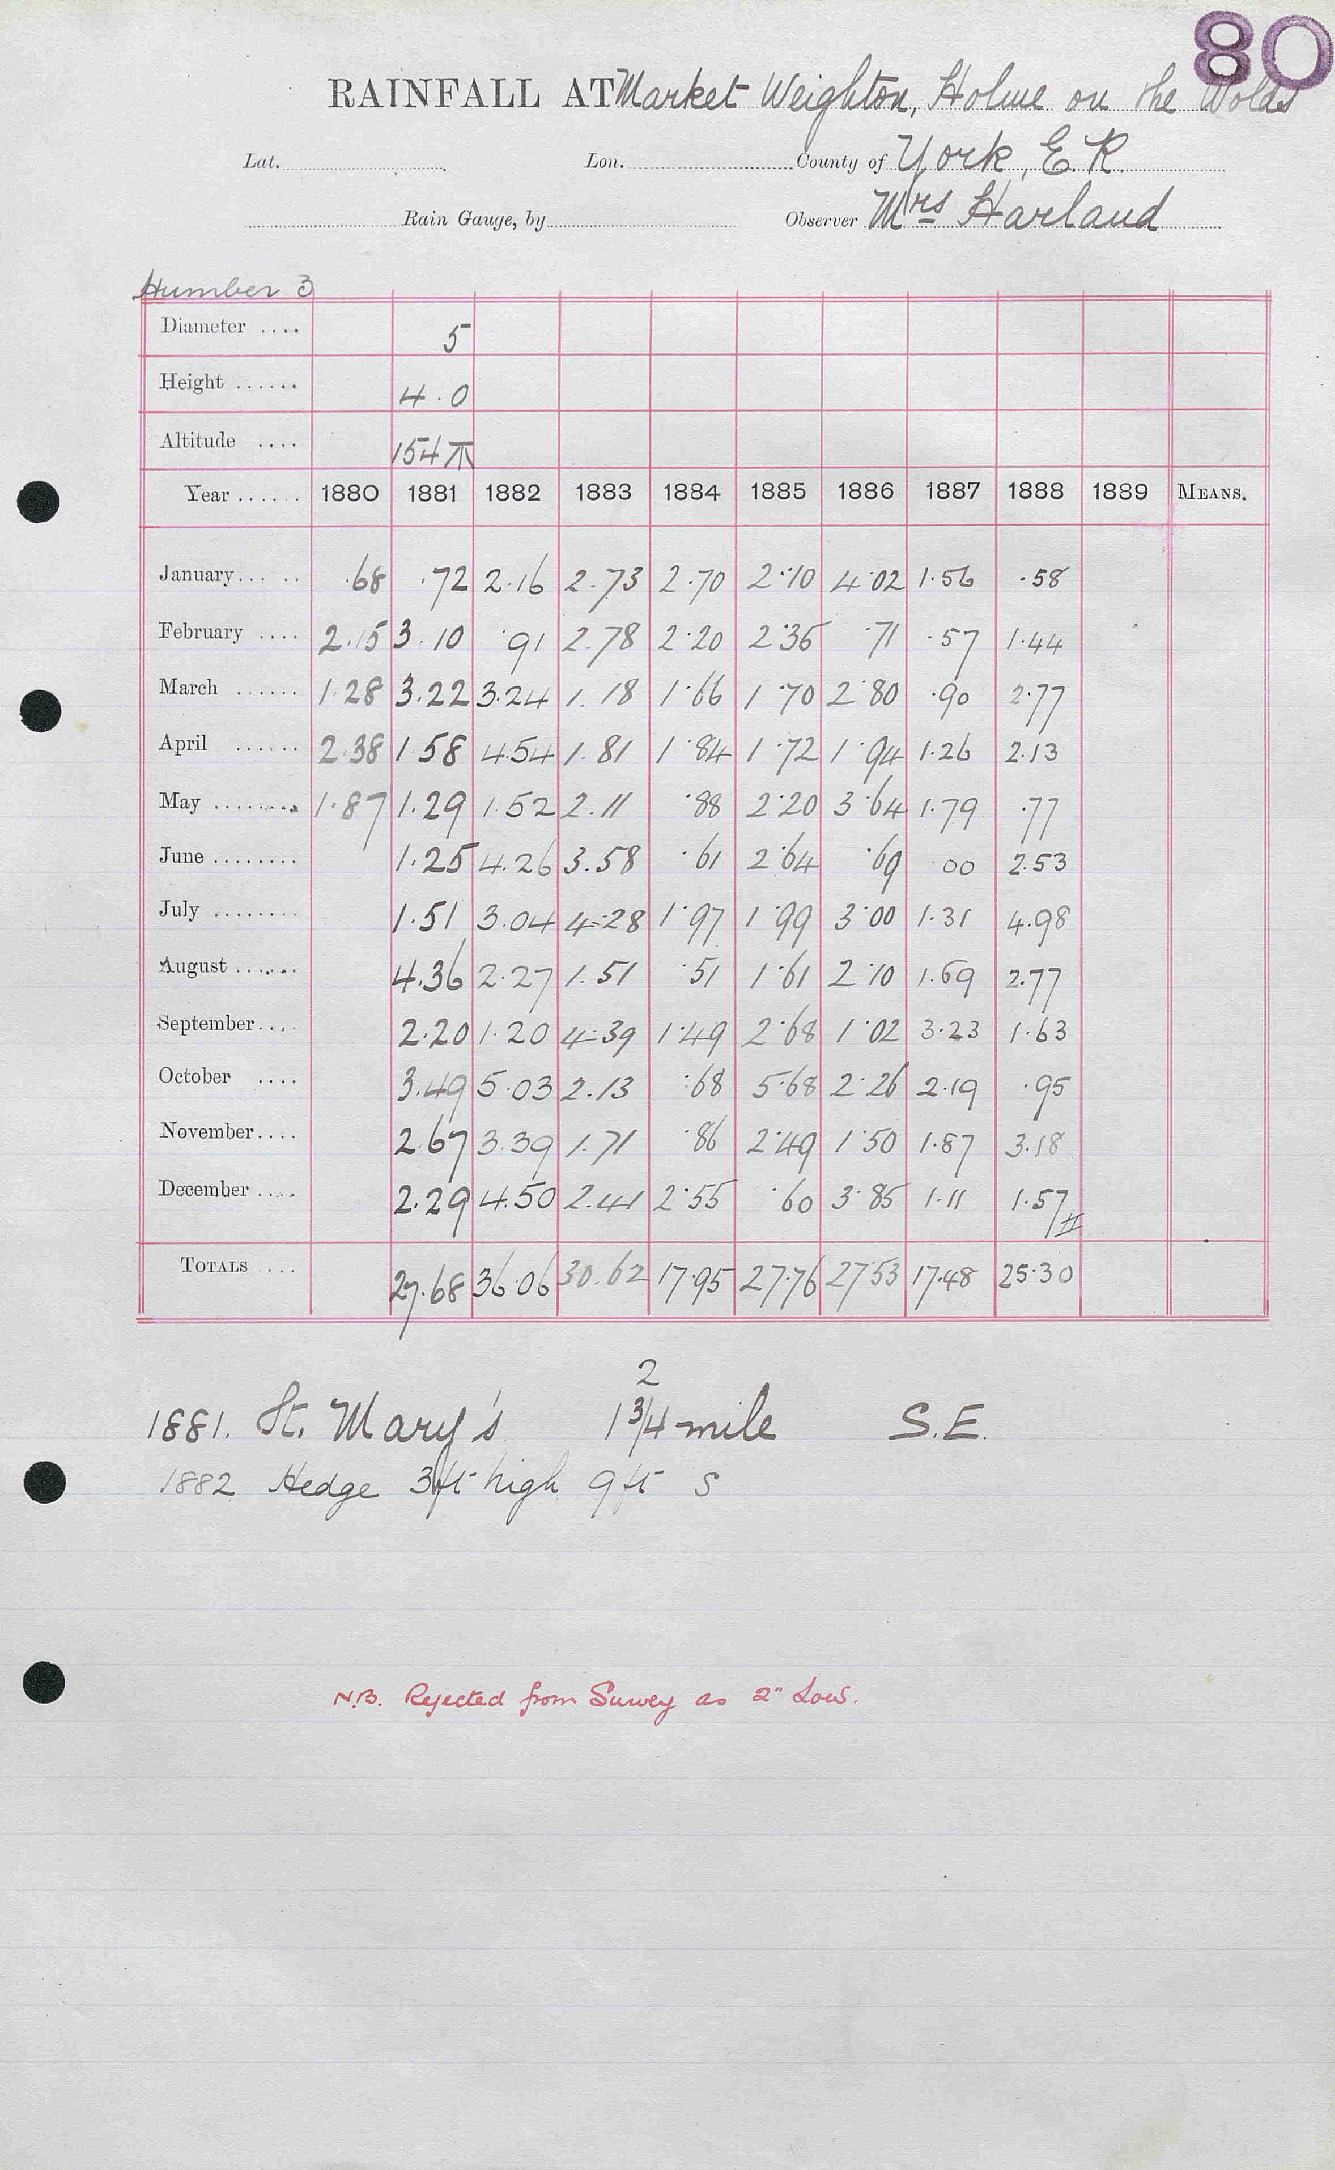 80
RAINFALL AT Market Weighton, Holme on the Wolds
Lat. Lon. County of York, E. R.
Rain Gauge, by Observer Mrs Harland
Humber 3
Diameter .... 5
Height ...... 4.0
Altitude .... 154
Year ...... 1880 1881 1882 1883 1884 1885 1886 1887 1888 1889 MEANS.
January ..... .68 .72 2.16 2.73 2.70 2.10 4.02 1.56 .58
February .... 2.15 3.10 .91 2.78 2.20 2.36 .71 .57 1.44
March ...... 1.28 3.22 3.24 1.18 1.66 1.70 2.80 .90 2.77
April ...... 2.38 1.58 4.54 1.81 1.84 1.72 1.94 1.26 2.13
May ........ 1.87 1.29 1.52 2.11 .88 2.20 3.64 1.79 .77
June ........ 1.25 4.26 3.58 .61 2.64 .69 00 2.53
July ........ 1.51 3.04 4.28 1.97 1.99 3.00 1.31 4.98
August ...... 4.36 2.27 1.51 .51 1.61 2.10 1.69 2.77
September .... 2.20 1.20 4.39 1.49 2.68 1.02 3.23 1.63
October .... 3.49 5.03 2.13 .68 5.68 2.26 2.19 .95
November .... 2.67 3.39 1.71 .86 2.49 1.50 1.87 3.18
December .... 2.29 4.50 2.41 2.55 .60 3.85 1.11 1.57
TOTALS ... 27.68 36.06 30.62 17.95 27.76 27.53 17.48 25.30
2
1881. St. Mary's 1 3/4 mile S.E.
1882 Hedge 3ft high 9 ft S
N.B. Rejected from Survey as 2" Low.